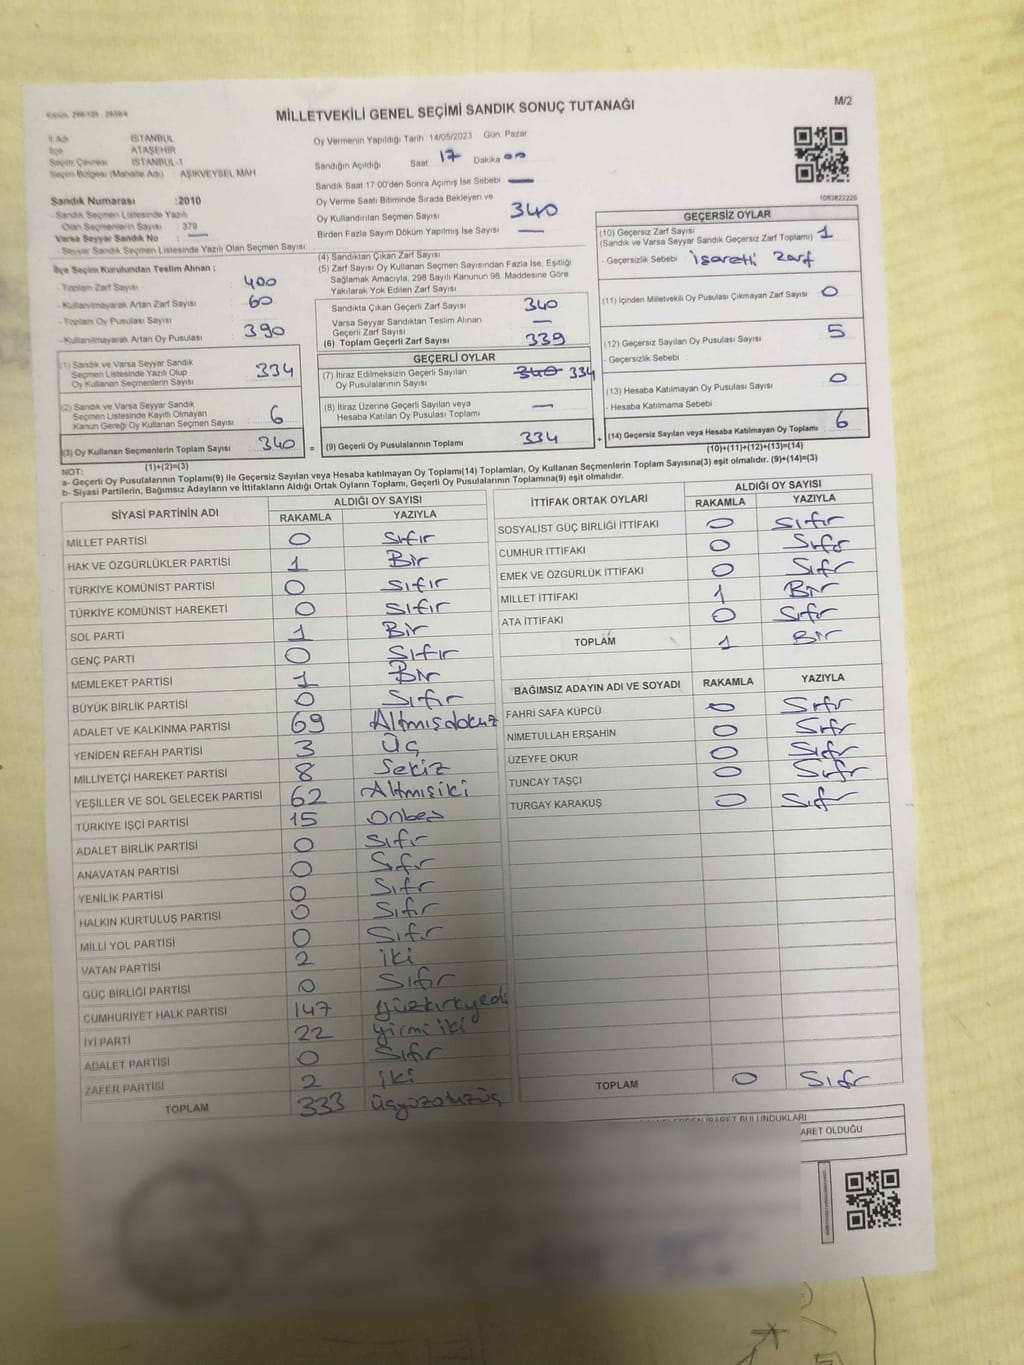 MİLLETVEKİLİ GENEL SEÇİMİ SANDIK SONUÇ TUTANAĞI
M/2
İl Adı İSTANBUL
İlçe ATAŞEHİR
Seçim Çevresi İSTANBUL-1
Seçim Bölgesi (Mahalle Adı) AŞIKVEYSEL MAH
Sandık Numarası :2010
- Sandık Seçmen Listesinde Yazılı
Olan Seçmenlerin Sayısı 379
Varsa Seyyar Sandık No : —
- Seyyar Sandık Seçmen Listesinde Yazılı Olan Seçmen Sayısı
İlçe Seçim Kurulundan Teslim Alınan :
- Toplam Zarf Sayısı : 400
- Kullanılmayarak Artan Zarf Sayısı : 60
- Toplam Oy Pusulası Sayısı
- Kullanılmayarak Artan Oy Pusulası : 390
(1) Sandık ve Varsa Seyyar Sandık
Seçmen Listesinde Yazılı Olup
Oy Kullanan Seçmenlerin Sayısı 334
(2) Sandık ve Varsa Seyyar Sandık
Seçmen Listesinde Kayıtlı Olmayan
Kanun Gereği Oy Kullanan Seçmen Sayısı 6
(3) Oy Kullanan Seçmenlerin Toplam Sayısı 340
(1)+(2)=(3)
Oy Vermenin Yapıldığı Tarih :14/05/2023 Gün: Pazar
Sandığın Açıldığı Saat 17 Dakika 00
Sandık Saat 17:00'den Sonra Açımış İse Sebebi —
Oy Verme Saati Bitiminde Sırada Bekleyen ve
Oy Kullandırılan Seçmen Sayısı 340
Birden Fazla Sayım Döküm Yapılmış İse Sayısı —
(4) Sandıktan Çıkan Zarf Sayısı
(5) Zarf Sayısı Oy Kullanan Seçmen Sayısından Fazla İse, Eşitliği
Sağlamak Amacıyla, 298 Sayılı Kanunun 98. Maddesine Göre
Yakılarak Yok Edilen Zarf Sayısı
Sandıkta Çıkan Geçerli Zarf Sayısı 340
Varsa Seyyar Sandıktan Teslim Alınan
Geçerli Zarf Sayısı —
(6) Toplam Geçerli Zarf Sayısı 339
GEÇERLİ OYLAR
(7) İtiraz Edilmeksizin Geçerli Sayılan
Oy Pusulalarının Sayısı 340 334
(8) İtiraz Üzerine Geçerli Sayılan veya
Hesaba Katılan Oy Pusulası Toplamı —
= (9) Geçerli Oy Pusulalarının Toplamı 334 +
1083822225
GEÇERSİZ OYLAR
(10) Geçersiz Zarf Sayısı
(Sandık ve Varsa Seyyar Sandık Geçersiz Zarf Toplamı) 1
- Geçersizlik Sebebi işaretli zarf
(11) İçinden Milletvekili Oy Pusulası Çıkmayan Zarf Sayısı 0
(12) Geçersiz Sayılan Oy Pusulası Sayısı : 5
- Geçersizlik Sebebi :
(13) Hesaba Katılmayan Oy Pusulası Sayısı : 0
- Hesaba Katılmama Sebebi :
(14) Geçersiz Sayılan veya Hesaba Katılmayan Oy Toplamı 6
(10)+(11)+(12)+(13)=(14)
NOT:
a- Geçerli Oy Pusulalarının Toplamı(9) ile Geçersiz Sayılan veya Hesaba katılmayan Oy Toplamı(14) Toplamları, Oy Kullanan Seçmenlerin Toplam Sayısına(3) eşit olmalıdır. (9)+(14)=(3)
b- Siyasi Partilerin, Bağımsız Adayların ve İttifakların Aldığı Ortak Oyların Toplamı, Geçerli Oy Pusulalarının Toplamına(9) eşit olmalıdır.
SİYASİ PARTİNİN ADI ALDIĞI OY SAYISI
RAKAMLA YAZIYLA
MİLLET PARTİSİ 0 Sıfır
HAK VE ÖZGÜRLÜKLER PARTİSİ 1 Bir
TÜRKİYE KOMÜNİST PARTİSİ 0 Sıfır
TÜRKİYE KOMÜNİST HAREKETİ 0 Sıfır
SOL PARTİ 1 Bir
GENÇ PARTİ 0 Sıfır
MEMLEKET PARTİSİ 1 Bir
BÜYÜK BİRLİK PARTİSİ 0 Sıfır
ADALET VE KALKINMA PARTİSİ 69 Altmışdokuz
YENİDEN REFAH PARTİSİ 3 Üç
MİLLİYETÇİ HAREKET PARTİSİ 8 Sekiz
YEŞİLLER VE SOL GELECEK PARTİSİ 62 Altmışiki
TÜRKİYE İŞÇİ PARTİSİ 15 Onbeş
ADALET BİRLİK PARTİSİ 0 Sıfır
ANAVATAN PARTİSİ 0 Sıfır
YENİLİK PARTİSİ 0 Sıfır
HALKIN KURTULUŞ PARTİSİ 0 Sıfır
MİLLİ YOL PARTİSİ 0 Sıfır
VATAN PARTİSİ 2 iki
GÜÇ BİRLİĞİ PARTİSİ 0 Sıfır
CUMHURİYET HALK PARTİSİ 147 yüzkırkyedi
İYİ PARTİ 22 yirmi iki
ADALET PARTİSİ 0 Sıfır
ZAFER PARTİSİ 2 iki
TOPLAM 333 üçyüzotuzüç
İTTİFAK ORTAK OYLARI ALDIĞI OY SAYISI
RAKAMLA YAZIYLA
SOSYALİST GÜÇ BİRLİĞİ İTTİFAKI 0 Sıfır
CUMHUR İTTİFAKI 0 Sıfır
EMEK VE ÖZGÜRLÜK İTTİFAKI 0 Sıfır
MİLLET İTTİFAKI 1 Bir
ATA İTTİFAKI 0 Sıfır
TOPLAM 1 Bir
BAĞIMSIZ ADAYIN ADI VE SOYADI RAKAMLA YAZIYLA
FAHRİ SAFA KÜPCÜ 0 Sıfır
NİMETULLAH ERŞAHİN 0 Sıfır
ÜZEYFE OKUR 0 Sıfır
TUNCAY TAŞÇI 0 Sıfır
TURGAY KARAKUŞ 0 Sıfır
TOPLAM 0 Sıfır
İBARET BULUNDUKLARI
ARET OLDUĞU